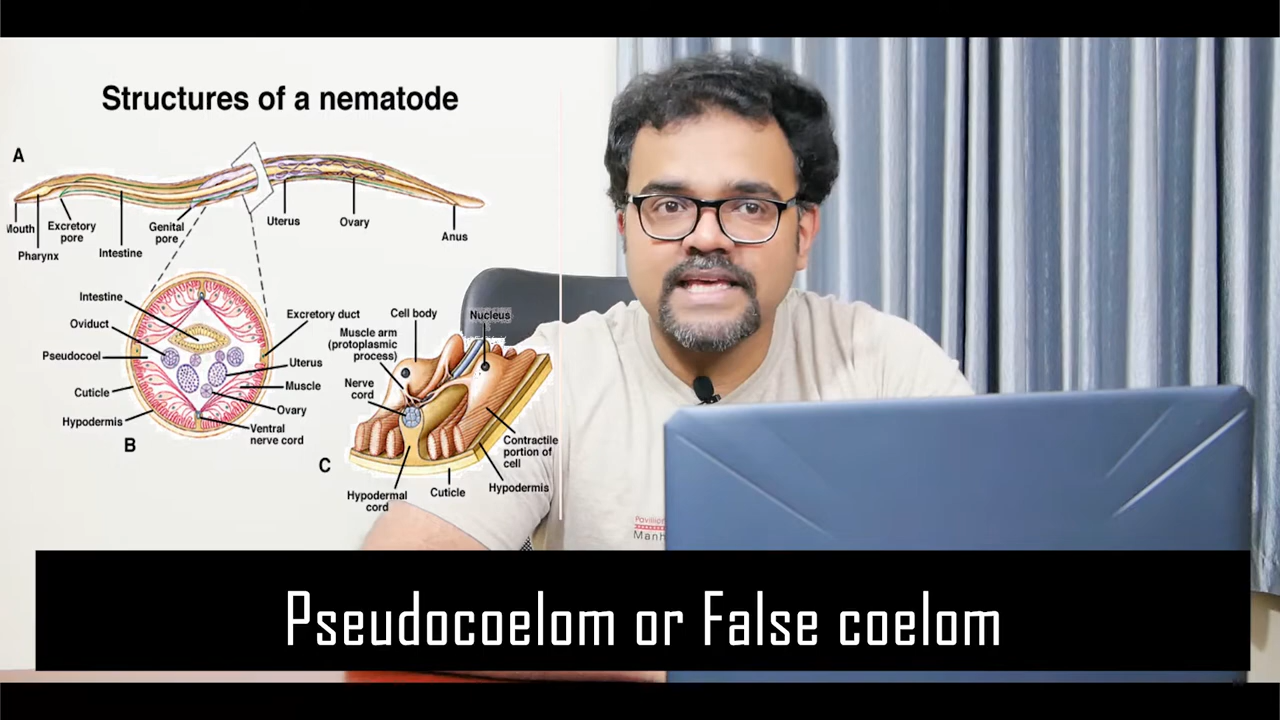 Structures of a nematode
A
Mouth
Excretory
pore
Pharynx
Intestine
Genital
pore
Uterus
Ovary
Anus
Intestine
Oviduct
Pseudocoel
Cuticle
Hypodermis
B
Excretory duct
Uterus
Muscle
Ovary
Ventral
nerve cord
C
Cell body
Nucleus
Muscle arm
(protoplasmic
process)
Nerve
cord
Contractile
portion of
cell
Hypodermis
Cuticle
Hypodermal
cord
Pavilion
Manh
Pseudocoelom or False coelom